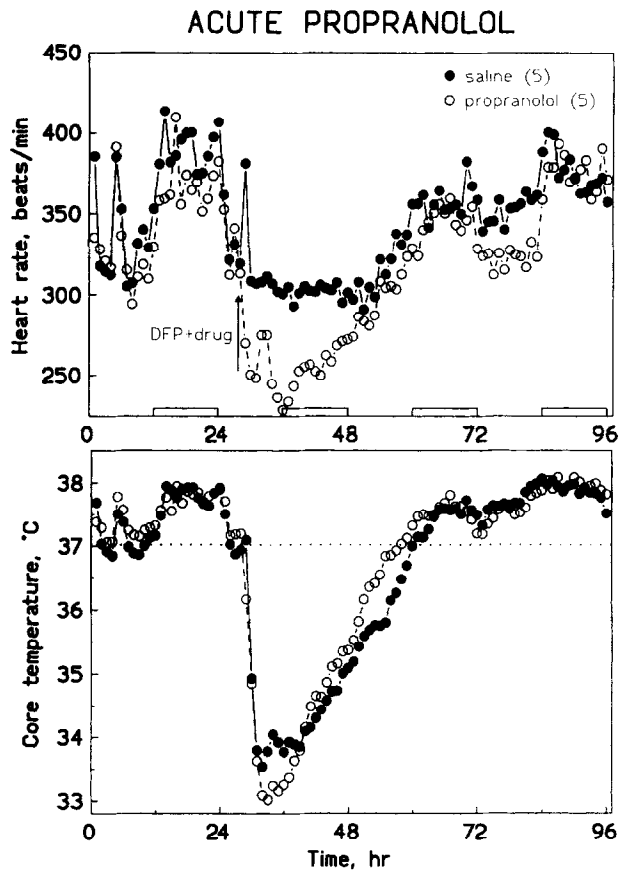 ACUTE PROPRANOLOL
450
400
350
300
250
Heart rate, beats/min
saline (5)
propranolol (5)
DFP+drug
0 24 48 72 96
38
37
36
35
34
33
Core temperature, °C
0 24 48 72 96
Time, hr